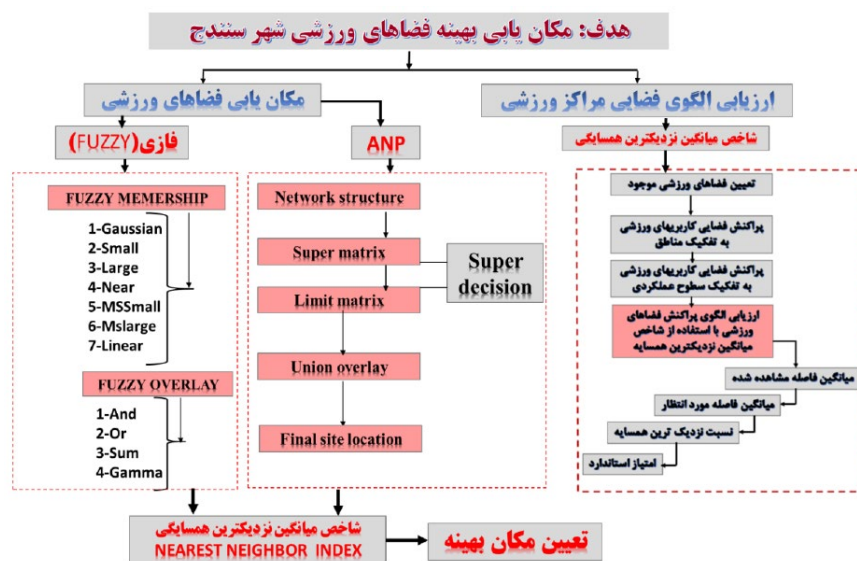 هدف: مکان یابی بهینه فضاهای ورزشی شهر سنندج
ارزیابی الگوی فضایی مراکز ورزشی
مکان یابی فضاهای ورزشی
شاخص میانگین نزدیکترین همسایگی
تعیین فضاهای ورزشی موجود
پراکنش فضایی کاربریهای ورزشی
به تفکیک مناطق
پراکنش فضایی کاربریهای ورزشی
به تفکیک سطوح عملکردی
ارزیابی الگوی پراکنش فضاهای
ورزشی با استفاده از شاخص
میانگین نزدیکترین همسایه
میانگین فاصله مشاهده شده
میانگین فاصله مورد انتظار
نسبت نزدیک ترین همسایه
امتیاز استاندارد
ANP
Network structure
Super matrix
Limit matrix
Super
decision
Union overlay
Final site location
فازی(FUZZY)
FUZZY MEMERSHIP
1-Gaussian
2-Small
3-Large
4-Near
5-MSSmall
6-Mslarge
7-Linear
FUZZY OVERLAY
1-And
2-Or
3-Sum
4-Gamma
شاخص میانگین نزدیکترین همسایگی
NEAREST NEIGHBOR INDEX
تعیین مکان بهینه